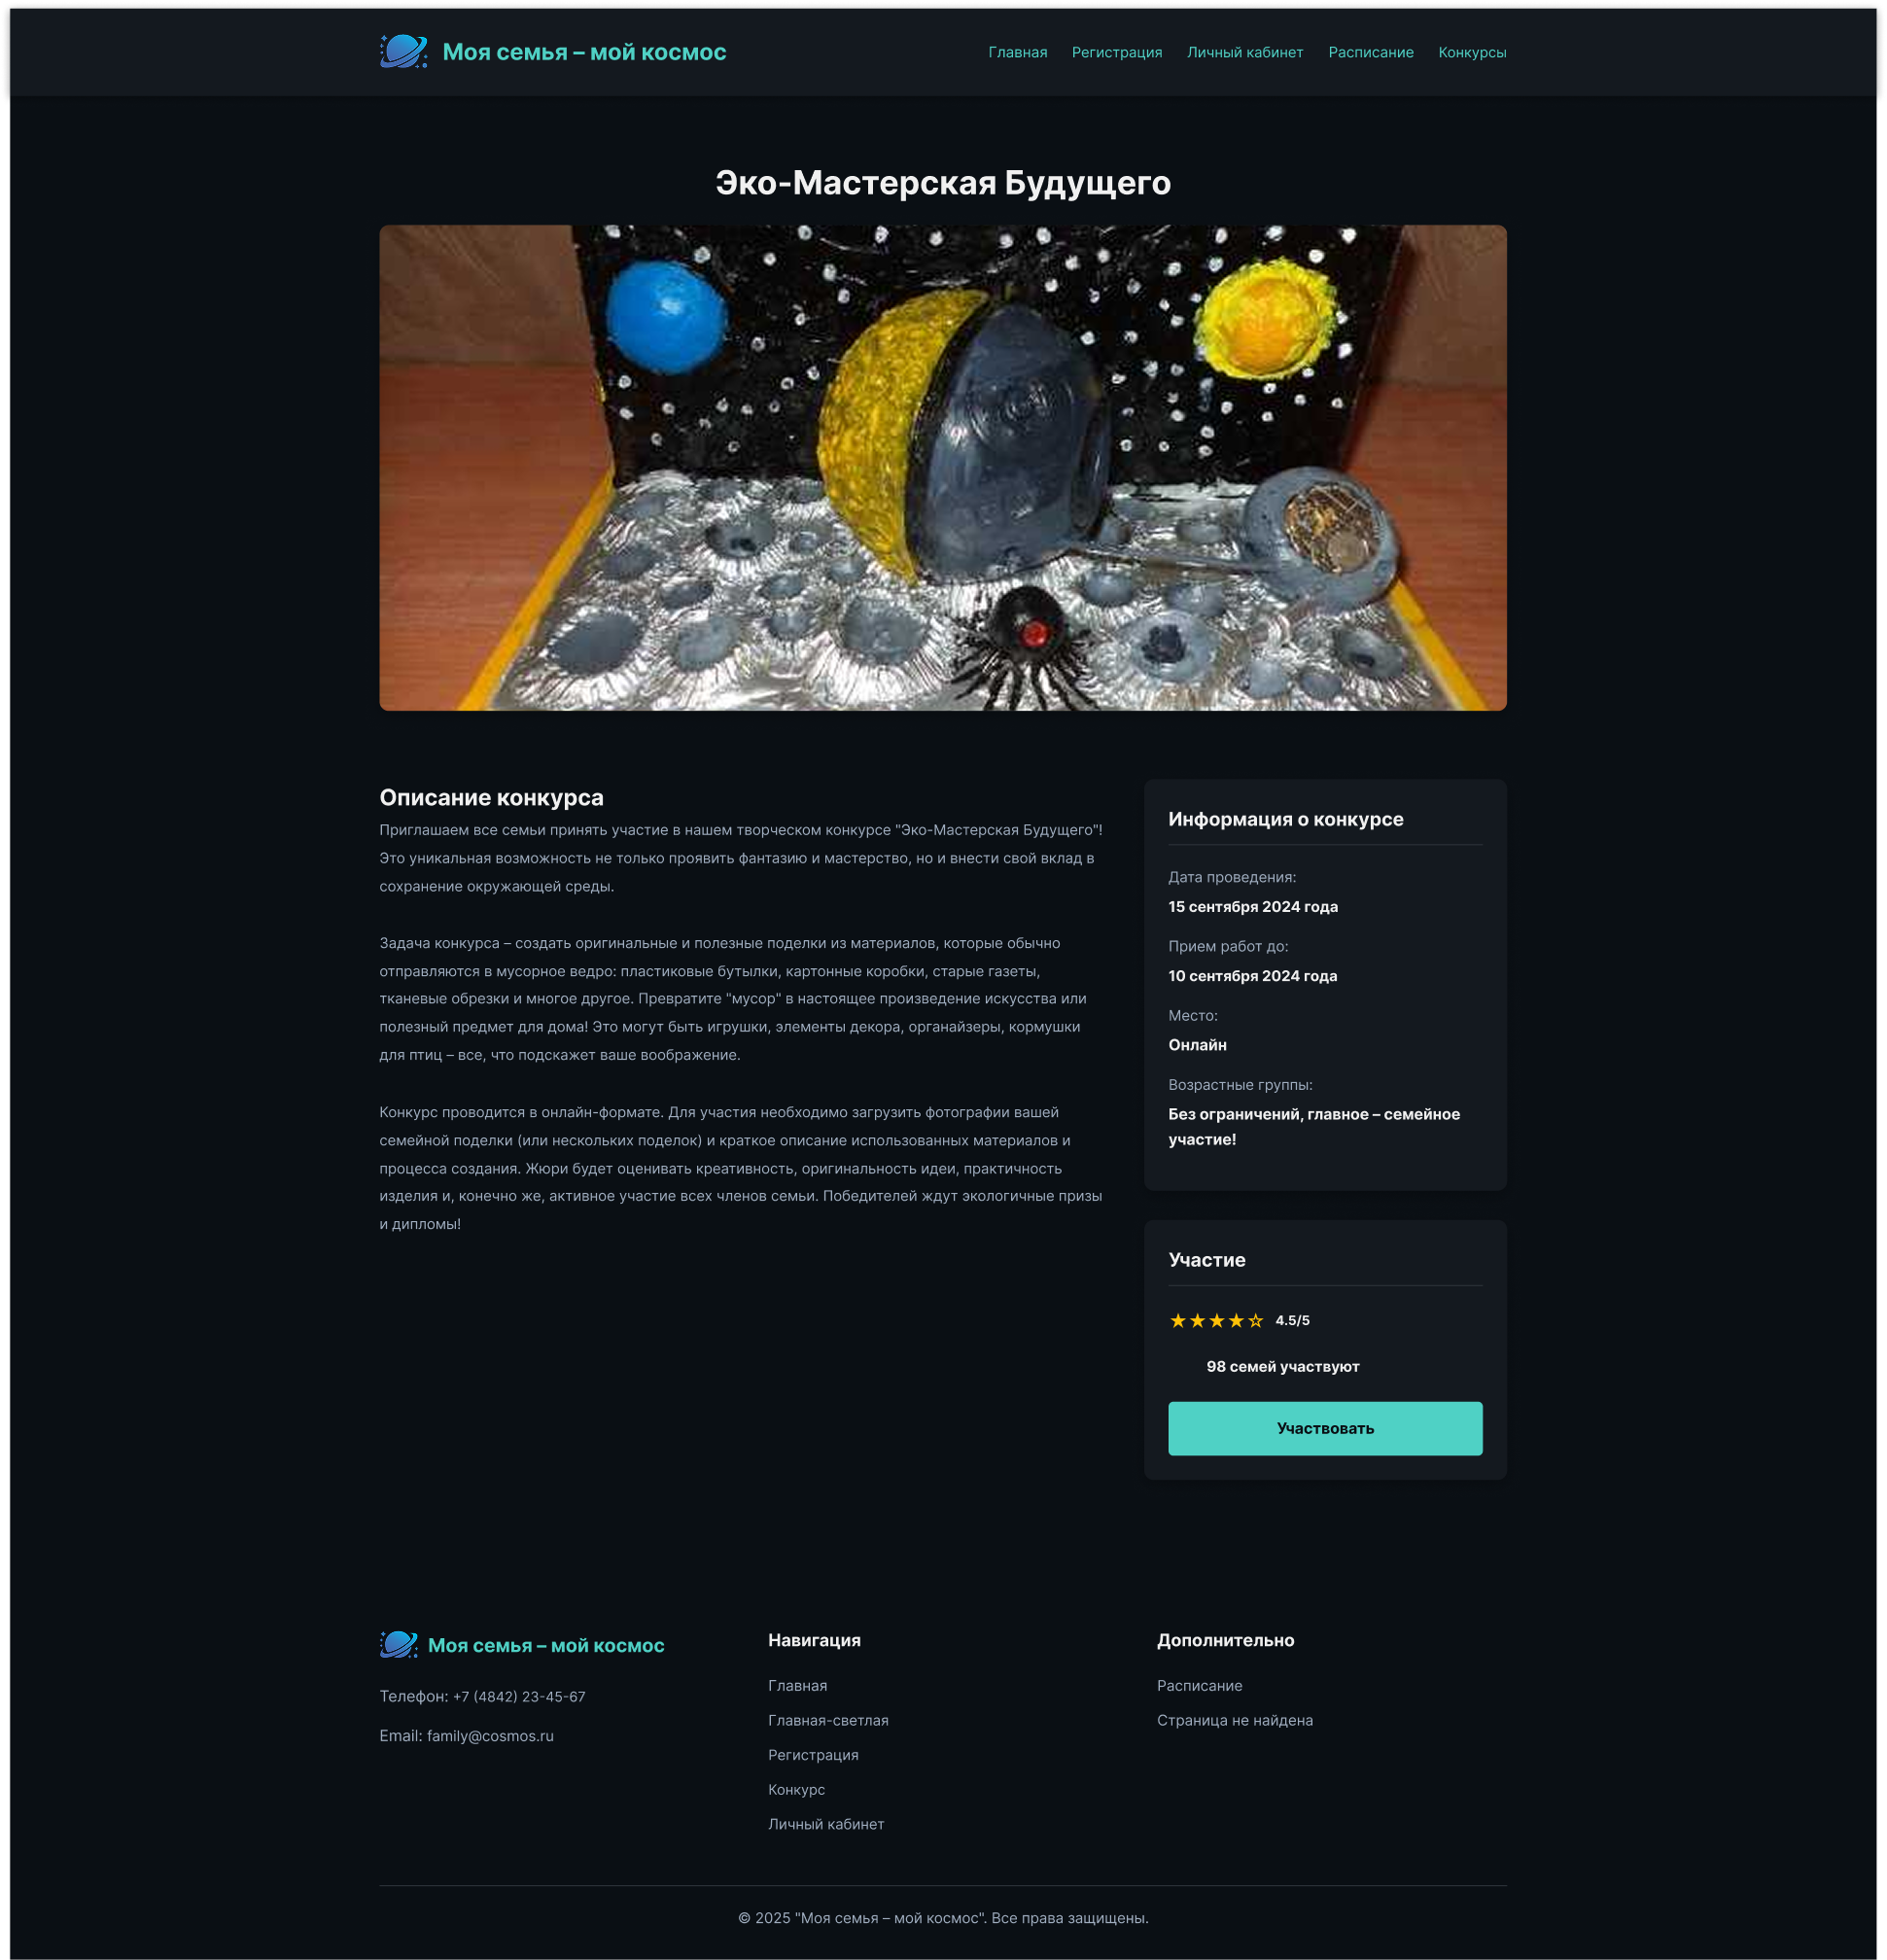 Моя семья – мой космос
Главная
Регистрация
Личный кабинет
Расписание
Конкурсы
Эко-Мастерская Будущего
Описание конкурса
Приглашаем все семьи принять участие в нашем творческом конкурсе "Эко-Мастерская Будущего"!
Это уникальная возможность не только проявить фантазию и мастерство, но и внести свой вклад в
сохранение окружающей среды.
Задача конкурса – создать оригинальные и полезные поделки из материалов, которые обычно
отправляются в мусорное ведро: пластиковые бутылки, картонные коробки, старые газеты,
тканевые обрезки и многое другое. Превратите "мусор" в настоящее произведение искусства или
полезный предмет для дома! Это могут быть игрушки, элементы декора, органайзеры, кормушки
для птиц – все, что подскажет ваше воображение.
Конкурс проводится в онлайн-формате. Для участия необходимо загрузить фотографии вашей
семейной поделки (или нескольких поделок) и краткое описание использованных материалов и
процесса создания. Жюри будет оценивать креативность, оригинальность идеи, практичность
изделия и, конечно же, активное участие всех членов семьи. Победителей ждут экологичные призы
и дипломы!
Информация о конкурсе
Дата проведения:
15 сентября 2024 года
Прием работ до:
10 сентября 2024 года
Место:
Онлайн
Возрастные группы:
Без ограничений, главное – семейное
участие!
Участие
★★★★☆ 4.5/5
98 семей участвуют
Участвовать
Моя семья – мой космос
Телефон: +7 (4842) 23-45-67
Email: family@cosmos.ru
Навигация
Главная
Главная-светлая
Регистрация
Конкурс
Личный кабинет
Дополнительно
Расписание
Страница не найдена
© 2025 "Моя семья – мой космос". Все права защищены.